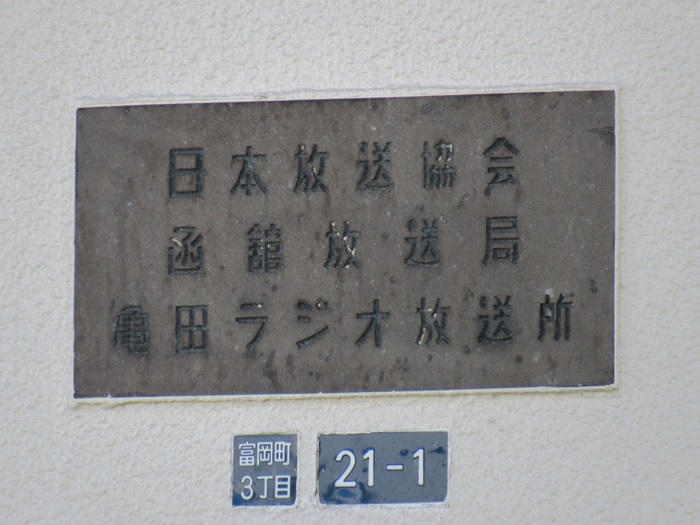 日本放送協会
函館放送局
亀田ラジオ放送所
富岡町
3丁目
21-1